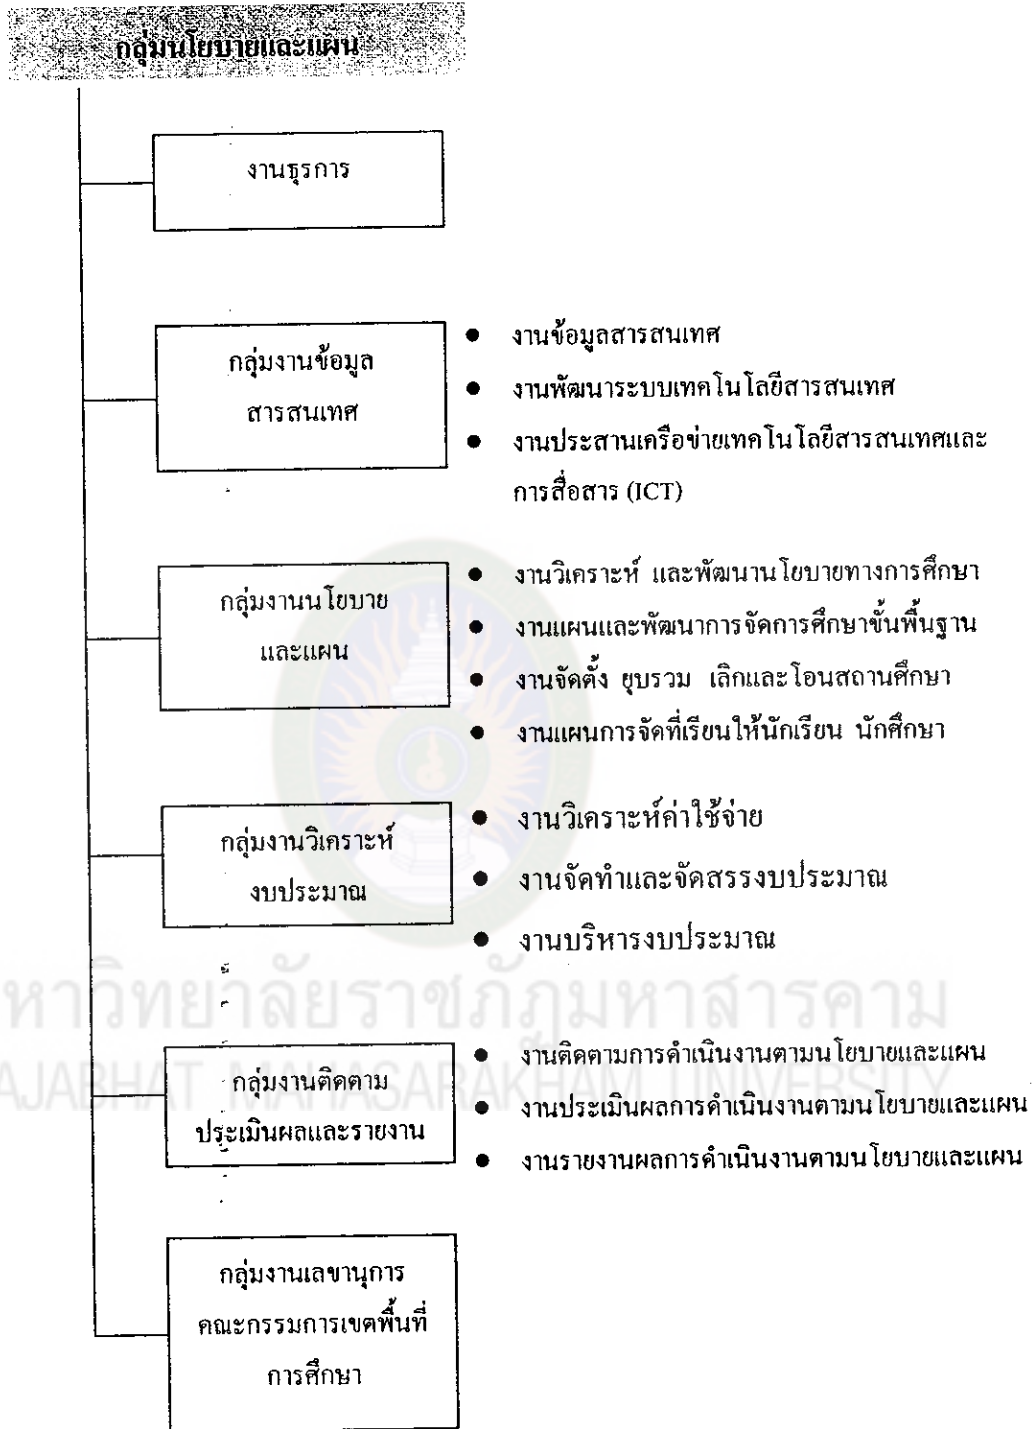 กลุ่มนโยบายและแผน
งานธุรการ
กลุ่มงานข้อมูล
สารสนเทศ
● งานข้อมูลสารสนเทศ
● งานพัฒนาระบบเทคโนโลยีสารสนเทศ
● งานประสานเครือข่ายเทคโนโลยีสารสนเทศและ
การสื่อสาร (ICT)
กลุ่มงานนโยบาย
และแผน
● งานวิเคราะห์ และพัฒนานโยบายทางการศึกษา
● งานแผนและพัฒนาการจัดการศึกษาขั้นพื้นฐาน
● งานจัดตั้ง ยุบรวม เลิกและโอนสถานศึกษา
● งานแผนการจัดที่เรียนให้นักเรียน นักศึกษา
กลุ่มงานวิเคราะห์
งบประมาณ
● งานวิเคราะห์ค่าใช้จ่าย
● งานจัดทำและจัดสรรงบประมาณ
● งานบริหารงบประมาณ
หาวิทยาลัยราชภัฏมหาสารคาม
AJABHAT MAHASARAKHAM UNIVERSITY
กลุ่มงานติดตาม
ประเมินผลและรายงาน
● งานติดตามการดำเนินงานตามนโยบายและแผน
● งานประเมินผลการดำเนินงานตามนโยบายและแผน
● งานรายงานผลการดำเนินงานตามนโยบายและแผน
กลุ่มงานเลขานุการ
คณะกรรมการเขตพื้นที่
การศึกษา